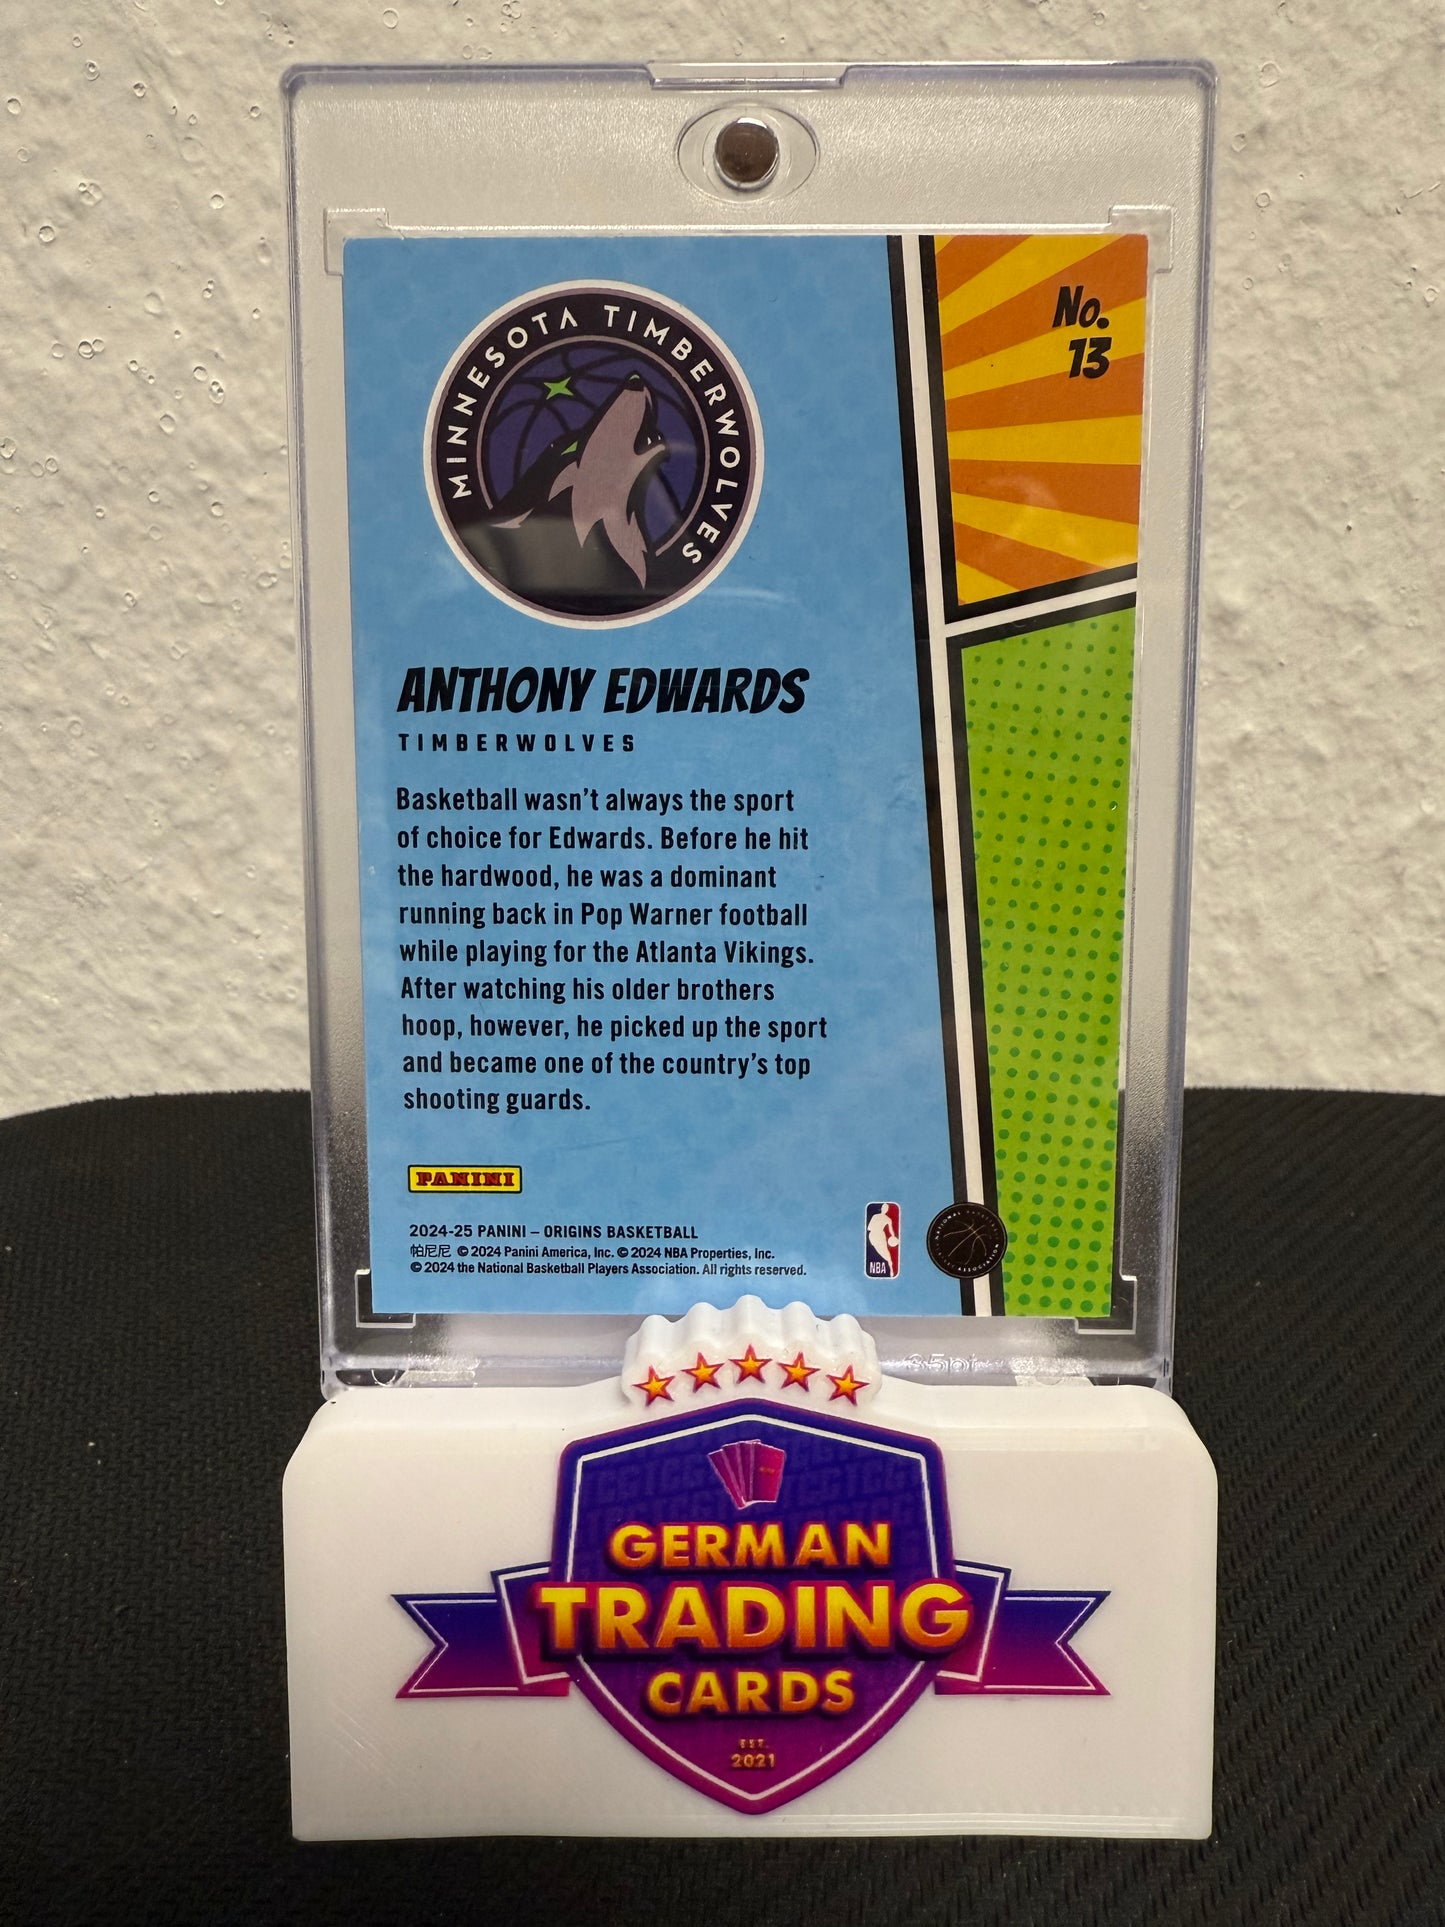 No.
13
MINNESOTA TIMBERWOLVES
ANTHONY EDWARDS
TIMBERWOLVES
Basketball wasn't always the sport
of choice for Edwards. Before he hit
the hardwood, he was a dominant
running back in Pop Warner football
while playing for the Atlanta Vikings.
After watching his older brothers
hoop, however, he picked up the sport
and became one of the country's top
shooting guards.
PANINI
2024-25 PANINI – ORIGINS BASKETBALL
帕尼尼 © 2024 Panini America, Inc. © 2024 NBA Properties, Inc.
© 2024 the National Basketball Players Association. All rights reserved.
NBA
35pt
GERMAN
TRADING
CARDS
EST.
2021